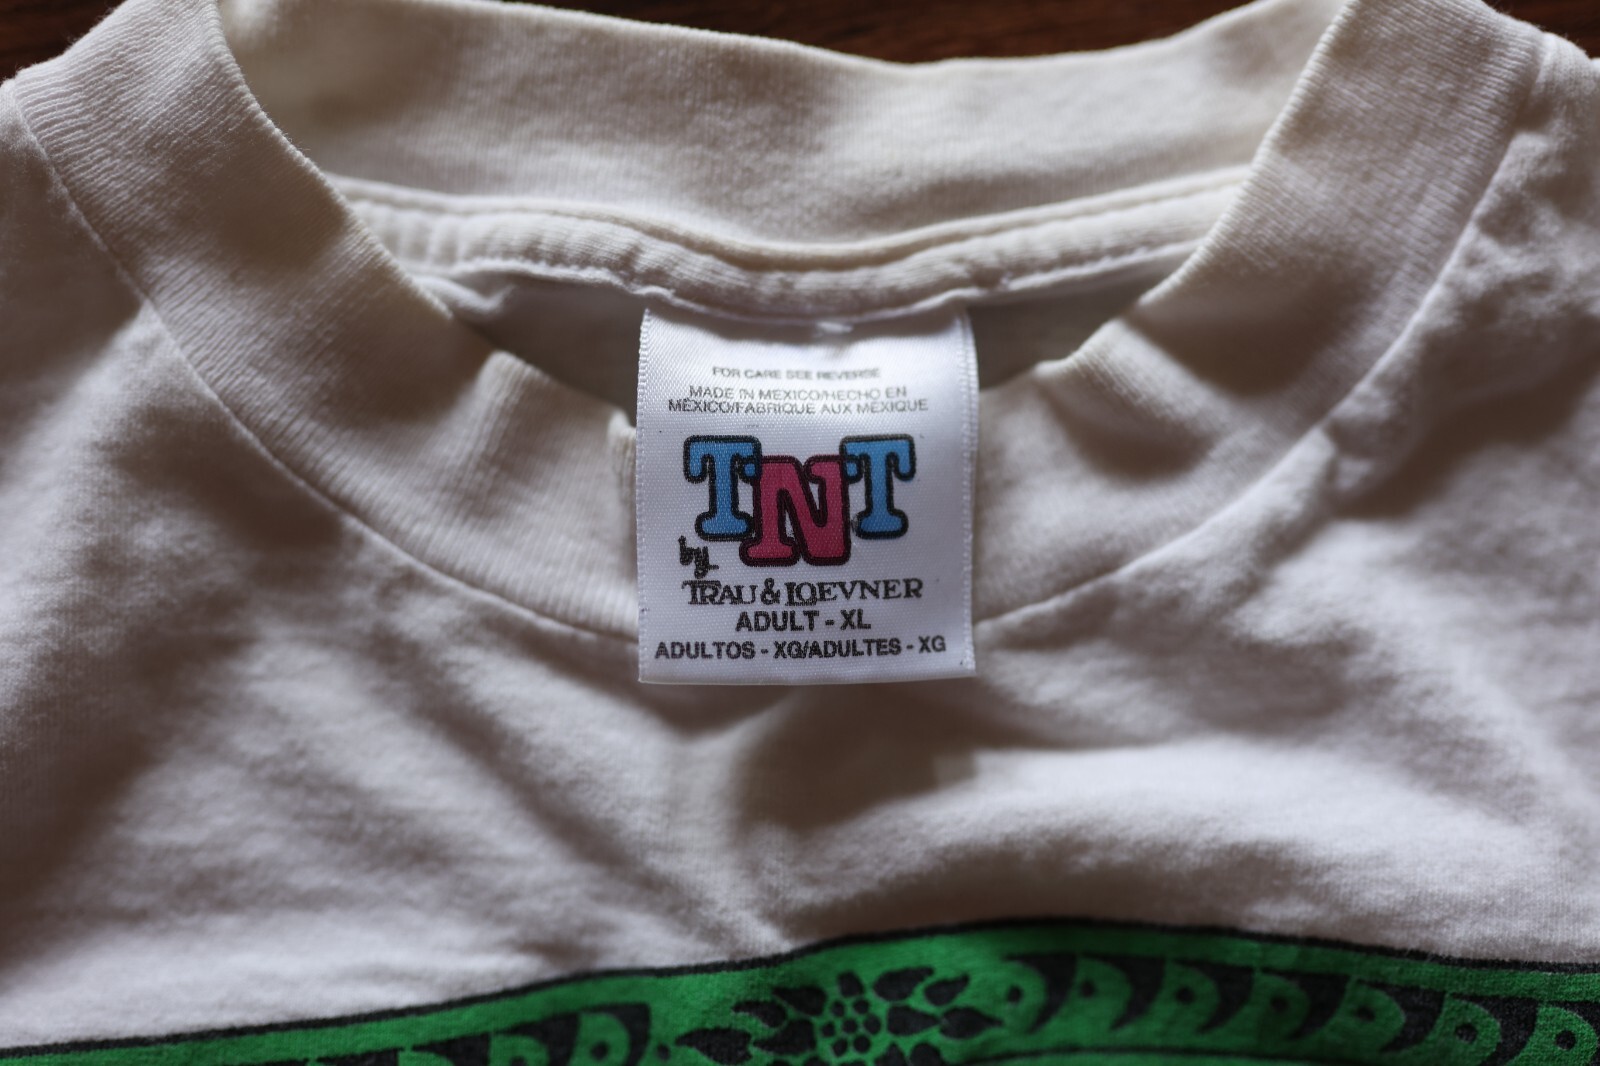 FOR CARE SEE REVERSE
MADE IN MEXICO/HECHO EN
MÉXICO/FABRIQUE AUX MEXIQUE
TNT
by
TRAU & LOEVNER
ADULT - XL
ADULTOS - XG/ADULTES - XG